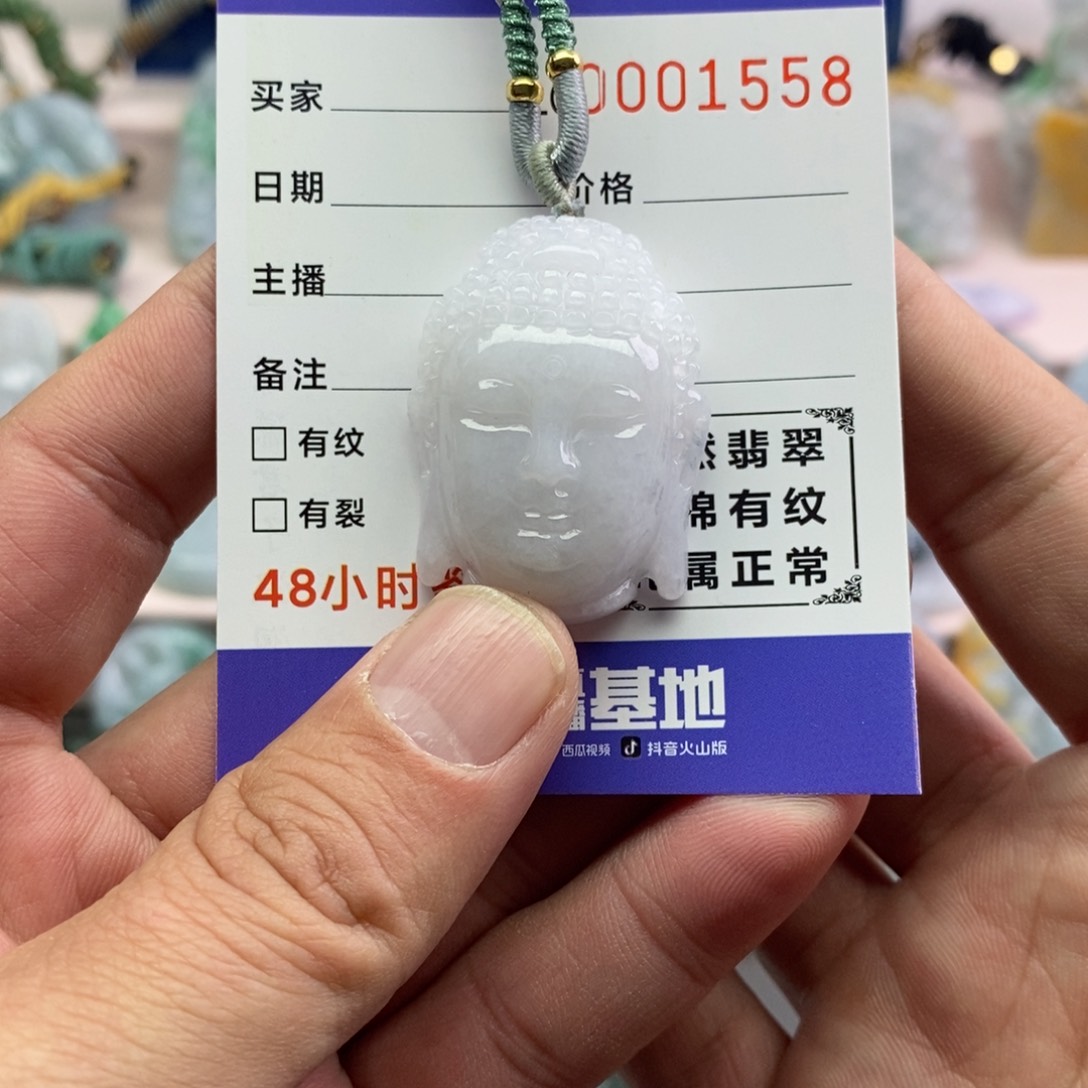 买家 0001558
日期 价格
主播
备注
有纹
有裂
翡翠
有纹
属正常
48小时
基地
西瓜视频 抖音火山版